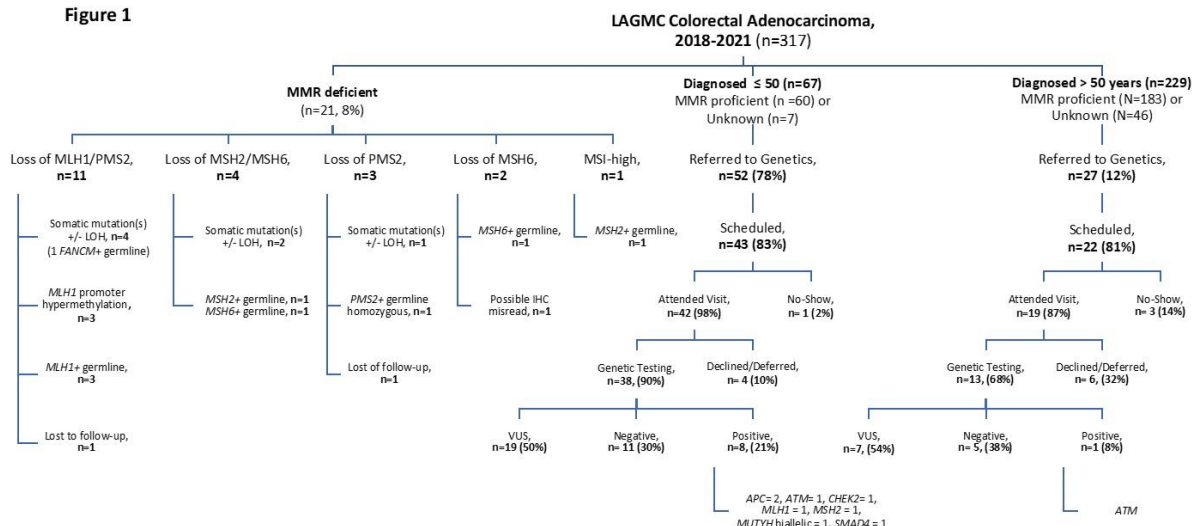 Figure 1
LAGMC Colorectal Adenocarcinoma,
2018-2021 (n=317)
MMR deficient
(n=21, 8%)
Diagnosed ≤ 50 (n=67)
MMR proficient (n =60) or
Unknown (n=7)
Diagnosed > 50 years (n=229)
MMR proficient (N=183) or
Unknown (N=46)
Loss of MLH1/PMS2,
n=11
Loss of MSH2/MSH6,
n=4
Loss of PMS2,
n=3
Loss of MSH6,
n=2
MSI-high,
n=1
Referred to Genetics,
n=52 (78%)
Referred to Genetics,
n=27 (12%)
Somatic mutation(s)
+/- LOH, n=4
(1 FANCM+ germline)
Somatic mutation(s)
+/- LOH, n=2
Somatic mutation(s)
+/- LOH, n=1
MSH6+ germline,
n=1
MSH2+ germline,
n=1
Scheduled,
n=43 (83%)
Scheduled,
n=22 (81%)
MLH1 promoter
hypermethylation,
n=3
MSH2+ germline, n=1
MSH6+ germline, n=1
PMS2+ germline
homozygous, n=1
Possible IHC
misread, n=1
Attended Visit,
n=42 (98%)
No-Show,
n= 1 (2%)
Attended Visit,
n=19 (87%)
No-Show,
n= 3 (14%)
MLH1+ germline,
n=3
Lost of follow-up,
n=1
Genetic Testing,
n=38, (90%)
Declined/Deferred,
n= 4 (10%)
Genetic Testing,
n=13, (68%)
Declined/Deferred,
n= 6, (32%)
Lost to follow-up,
n=1
VUS,
n=19 (50%)
Negative,
n= 11 (30%)
Positive,
n=8, (21%)
VUS,
n=7, (54%)
Negative,
n= 5, (38%)
Positive,
n=1 (8%)
APC= 2, ATM= 1, CHEK2= 1,
MLH1 = 1, MSH2 = 1,
MUTYH biallelic = 1, SMAD4 = 1
ATM